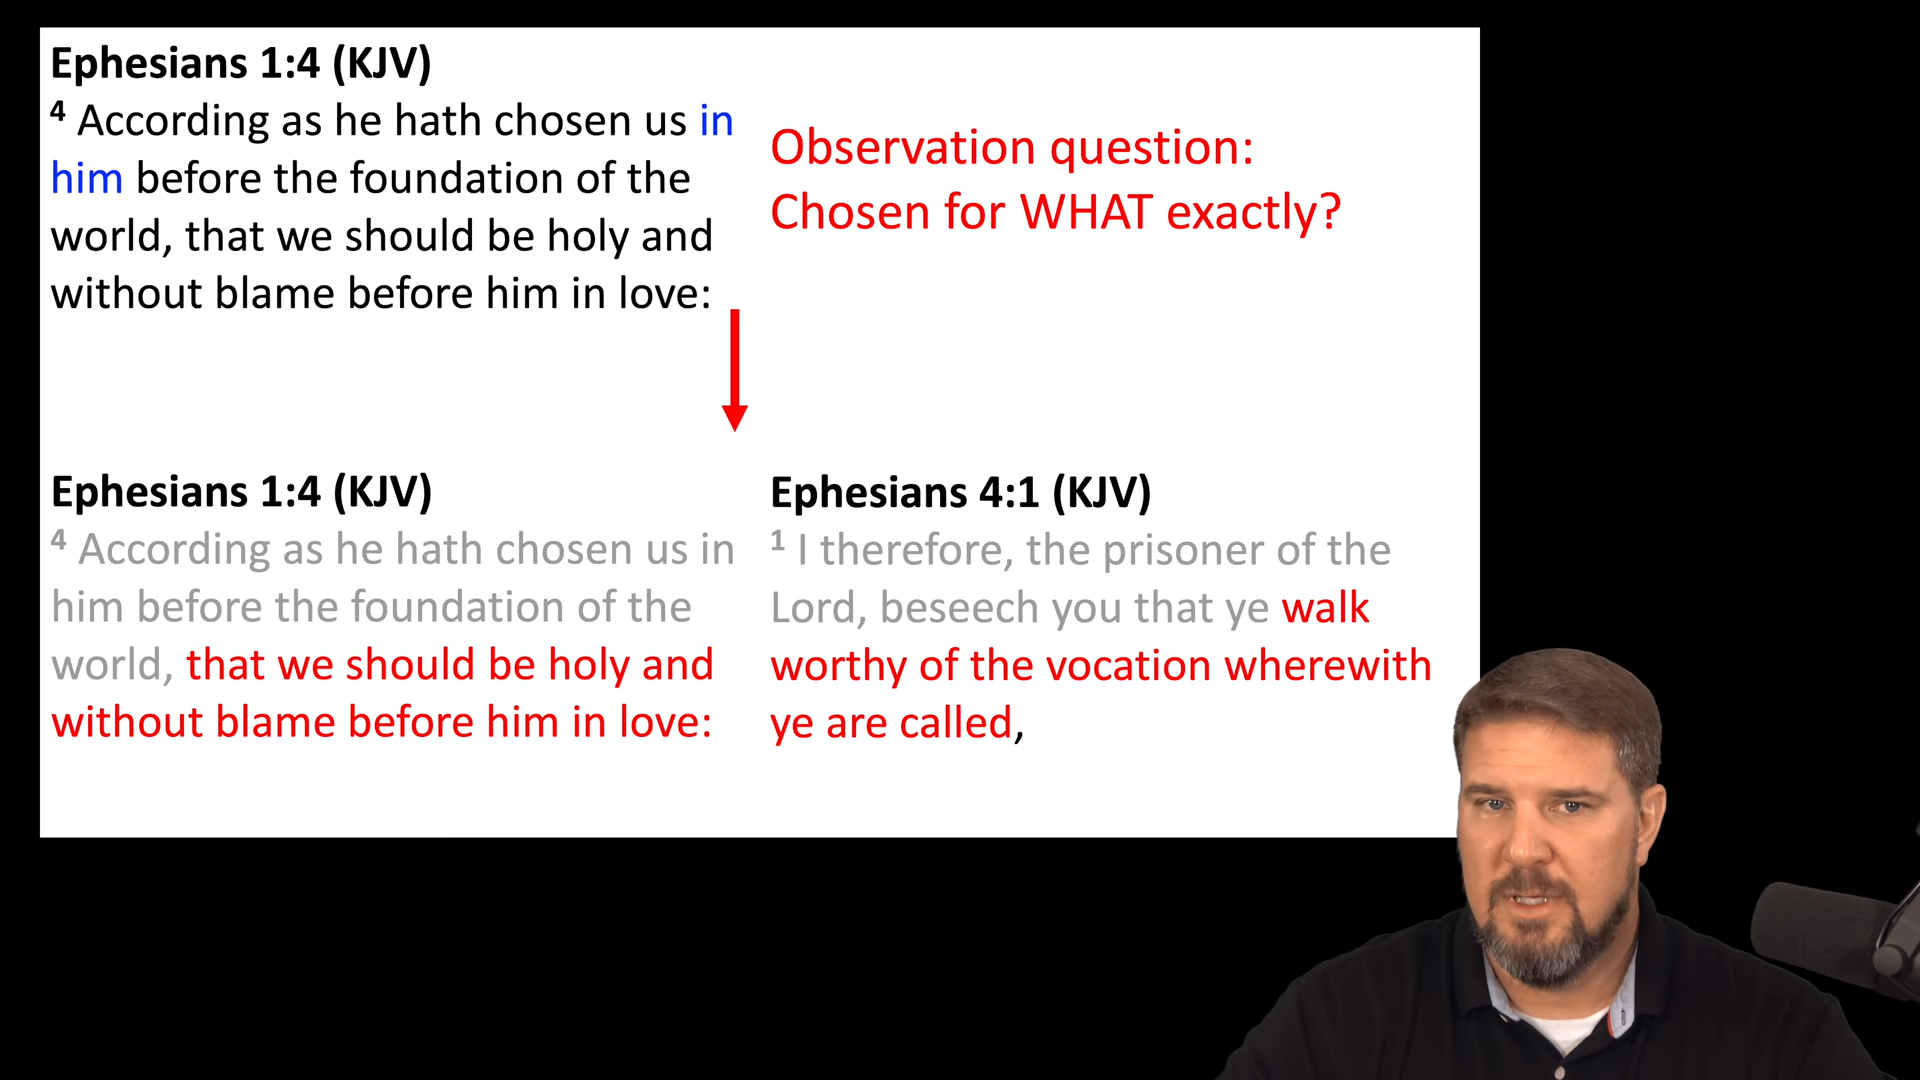 Ephesians 1:4 (KJV)
4 According as he hath chosen us in
him before the foundation of the
world, that we should be holy and
without blame before him in love:
Observation question:
Chosen for WHAT exactly?
Ephesians 1:4 (KJV)
4 According as he hath chosen us in
him before the foundation of the
world, that we should be holy and
without blame before him in love:
Ephesians 4:1 (KJV)
1 I therefore, the prisoner of the
Lord, beseech you that ye walk
worthy of the vocation wherewith
ye are called,